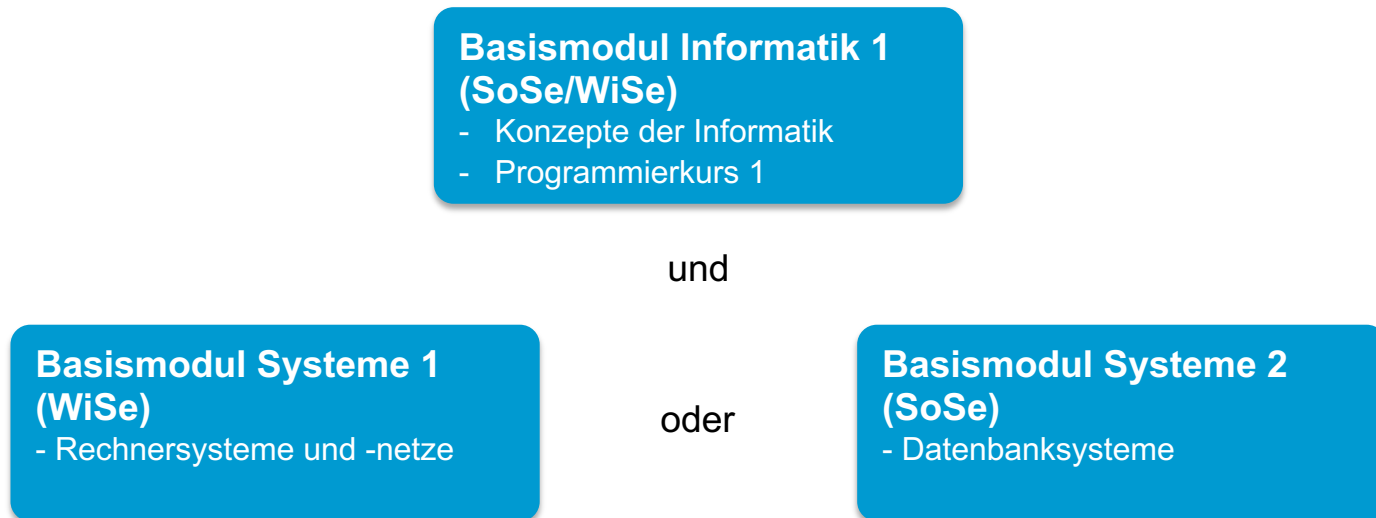 Basismodul Informatik 1
(SoSe/WiSe)
- Konzepte der Informatik
- Programmierkurs 1
und
Basismodul Systeme 1
(WiSe)
- Rechnersysteme und -netze
oder
Basismodul Systeme 2
(SoSe)
- Datenbanksysteme